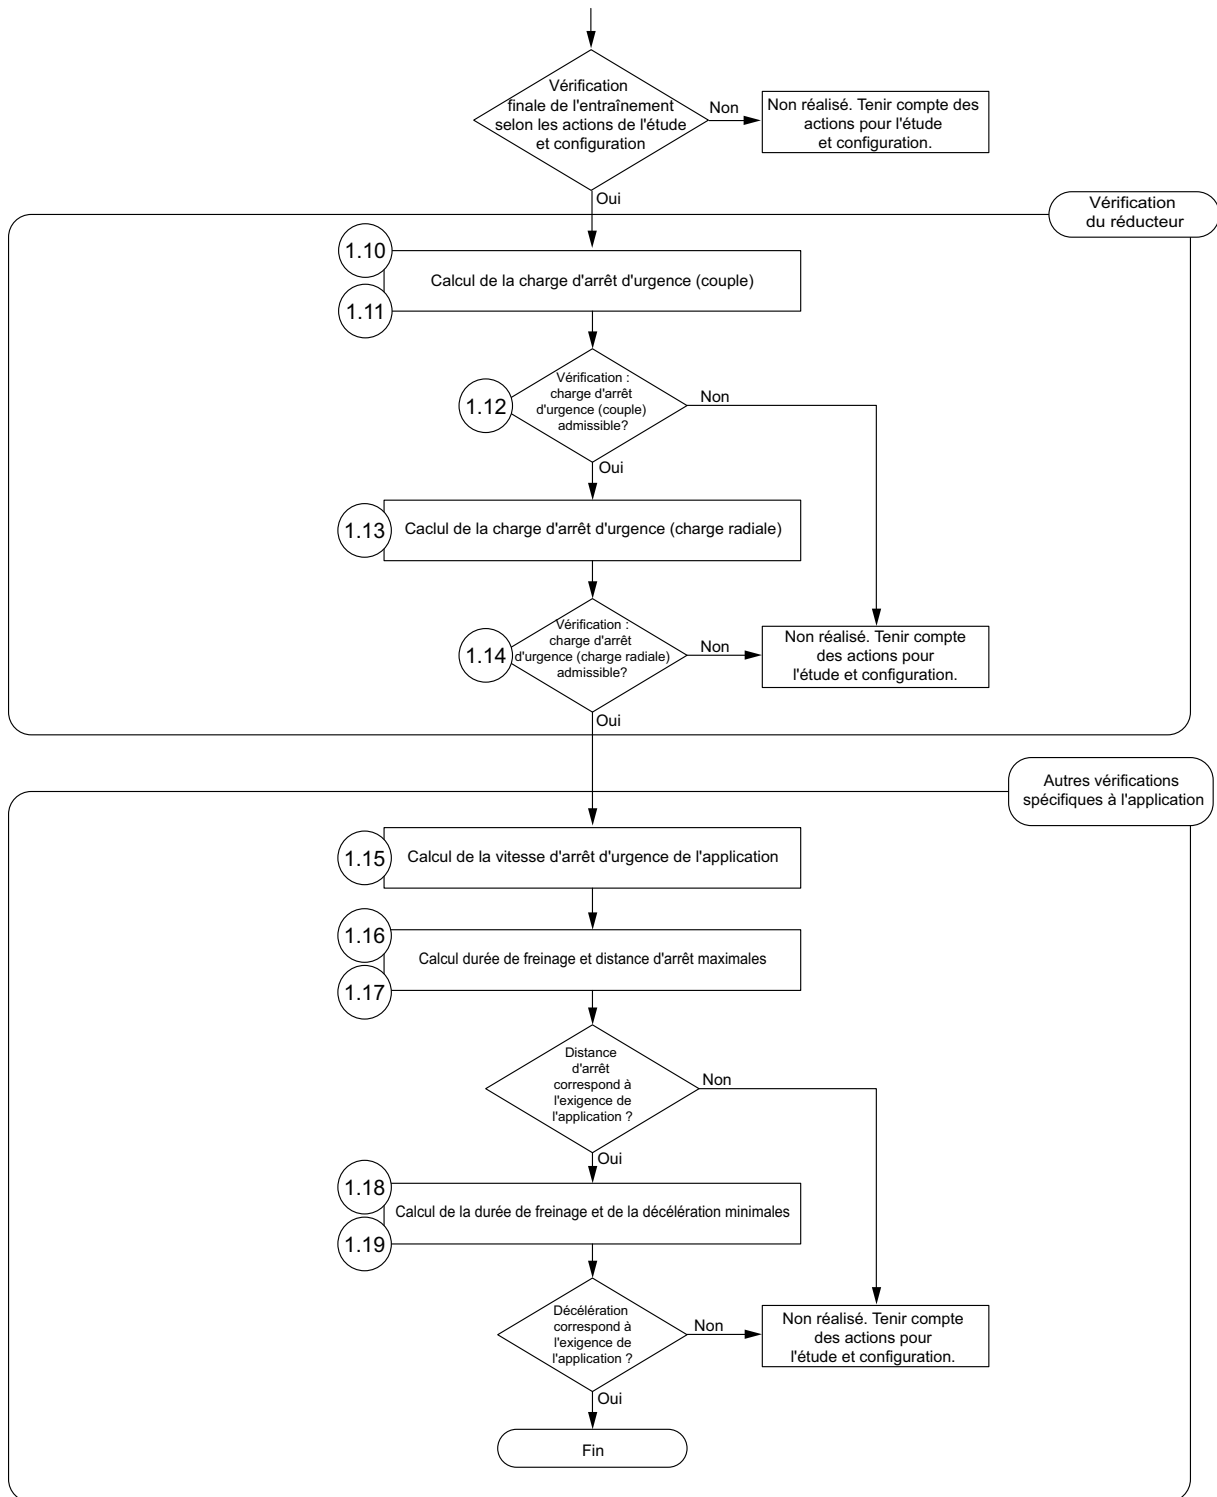 Vérification
finale de l'entraînement
selon les actions de l'étude
et configuration
Non
Non réalisé. Tenir compte des
actions pour l'étude
et configuration.
Oui
Vérification
du réducteur
1.10
Calcul de la charge d'arrêt d'urgence (couple)
1.11
Vérification :
charge d'arrêt
d'urgence (couple)
admissible?
1.12
Non
Oui
1.13
Caclul de la charge d'arrêt d'urgence (charge radiale)
Vérification :
charge d'arrêt
d'urgence (charge radiale)
admissible?
1.14
Non
Non réalisé. Tenir compte
des actions pour
l'étude et configuration.
Oui
Autres vérifications
spécifiques à l'application
1.15
Calcul de la vitesse d'arrêt d'urgence de l'application
1.16
Calcul durée de freinage et distance d'arrêt maximales
1.17
Distance
d'arrêt
correspond à
l'exigence de
l'application ?
Non
Oui
1.18
Calcul de la durée de freinage et de la décélération minimales
1.19
Décélération
correspond à
l'exigence de
l'application ?
Non
Non réalisé. Tenir compte
des actions pour
l'étude et configuration.
Oui
Fin